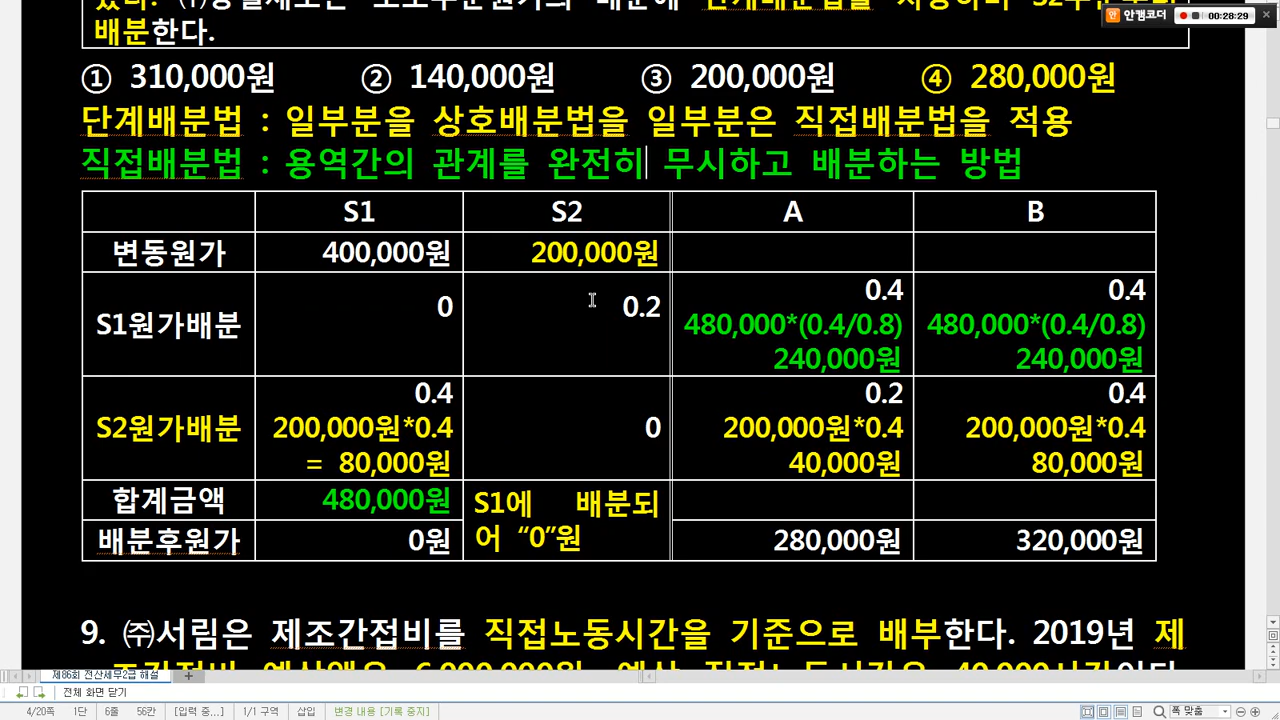 배분한다.
안캠코더 00:28:29
① 310,000원 ② 140,000원 ③ 200,000원 ④ 280,000원
단계배분법 : 일부분을 상호배분법을 일부분은 직접배분법을 적용
직접배분법 : 용역간의 관계를 완전히 무시하고 배분하는 방법
S1 S2 A B
변동원가 400,000원 200,000원
S1원가배분 0 0.2 0.4 0.4
480,000*(0.4/0.8) 480,000*(0.4/0.8)
240,000원 240,000원
S2원가배분 0.4 0 0.2 0.4
200,000원*0.4 200,000원*0.4 200,000원*0.4
= 80,000원 40,000원 80,000원
합계금액 480,000원 S1에 배분되
어 “0”원
배분후원가 0원 280,000원 320,000원
9. ㈜서림은 제조간접비를 직접노동시간을 기준으로 배부한다. 2019년 제
제86회 전산세무2급 해설
전체 화면 닫기
4/20쪽 1단 6줄 56칸 [입력 중...] 1/1 구역 삽입 변경 내용 [기록 중지] 폭 맞춤